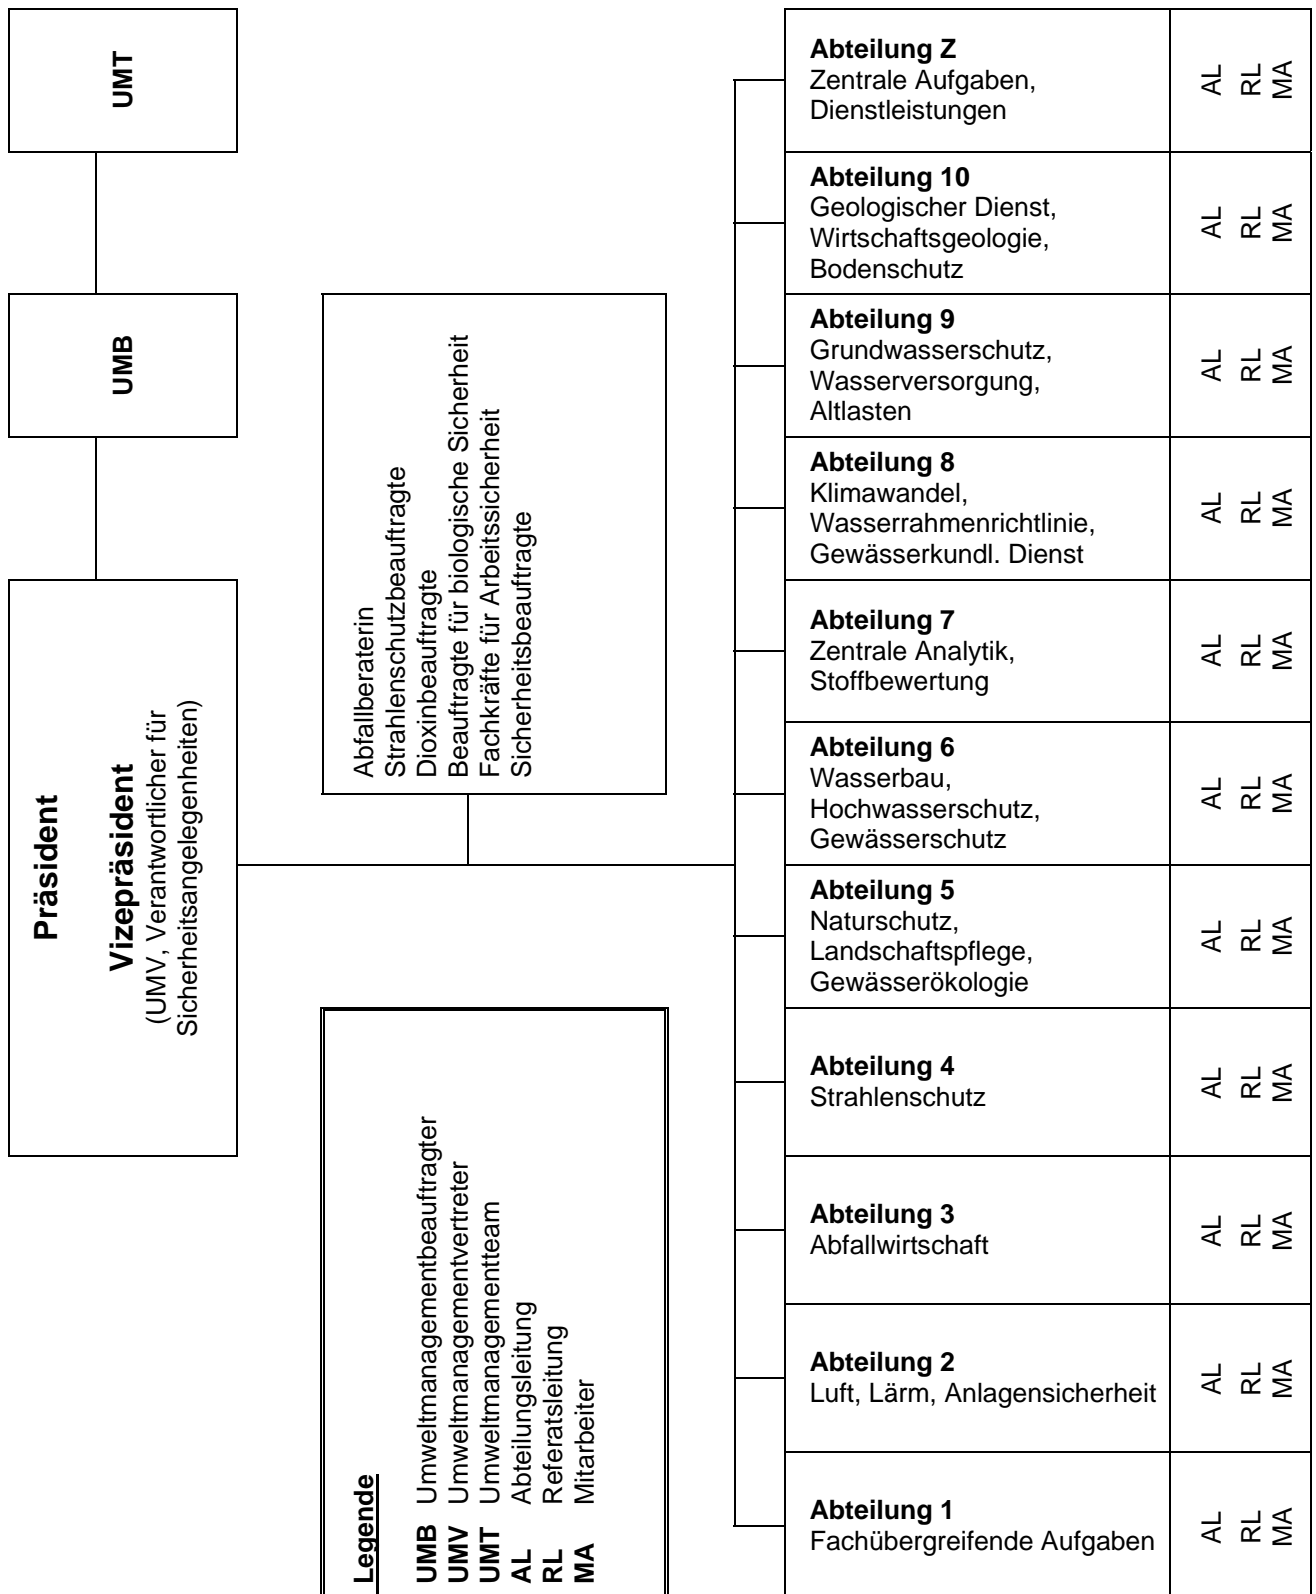 Präsident
Vizepräsident
(UMV, Verantwortlicher für
Sicherheitsangelegenheiten)
UMB
UMT
Abfallberaterin
Strahlenschutzbeauftragte
Dioxinbeauftragte
Beauftragte für biologische Sicherheit
Fachkräfte für Arbeitssicherheit
Sicherheitsbeauftragte
Legende
UMB Umweltmanagementbeauftragter
UMV Umweltmanagementvertreter
UMT Umweltmanagementteam
AL Abteilungsleitung
RL Referatsleitung
MA Mitarbeiter
Abteilung Z
Zentrale Aufgaben,
Dienstleistungen
AL
RL
MA
Abteilung 10
Geologischer Dienst,
Wirtschaftsgeologie,
Bodenschutz
AL
RL
MA
Abteilung 9
Grundwasserschutz,
Wasserversorgung,
Altlasten
AL
RL
MA
Abteilung 8
Klimawandel,
Wasserrahmenrichtlinie,
Gewässerkundl. Dienst
AL
RL
MA
Abteilung 7
Zentrale Analytik,
Stoffbewertung
AL
RL
MA
Abteilung 6
Wasserbau,
Hochwasserschutz,
Gewässerschutz
AL
RL
MA
Abteilung 5
Naturschutz,
Landschaftspflege,
Gewässerökologie
AL
RL
MA
Abteilung 4
Strahlenschutz
AL
RL
MA
Abteilung 3
Abfallwirtschaft
AL
RL
MA
Abteilung 2
Luft, Lärm, Anlagensicherheit
AL
RL
MA
Abteilung 1
Fachübergreifende Aufgaben
AL
RL
MA